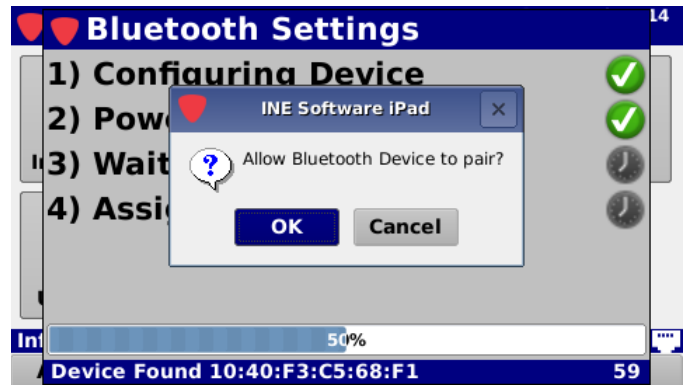 14
Bluetooth Settings
1) Configuring Device
2) Pow
3) Wait
4) Assi
INE Software iPad
Allow Bluetooth Device to pair?
OK
Cancel
50%
Inf
Device Found 10:40:F3:C5:68:F1
59